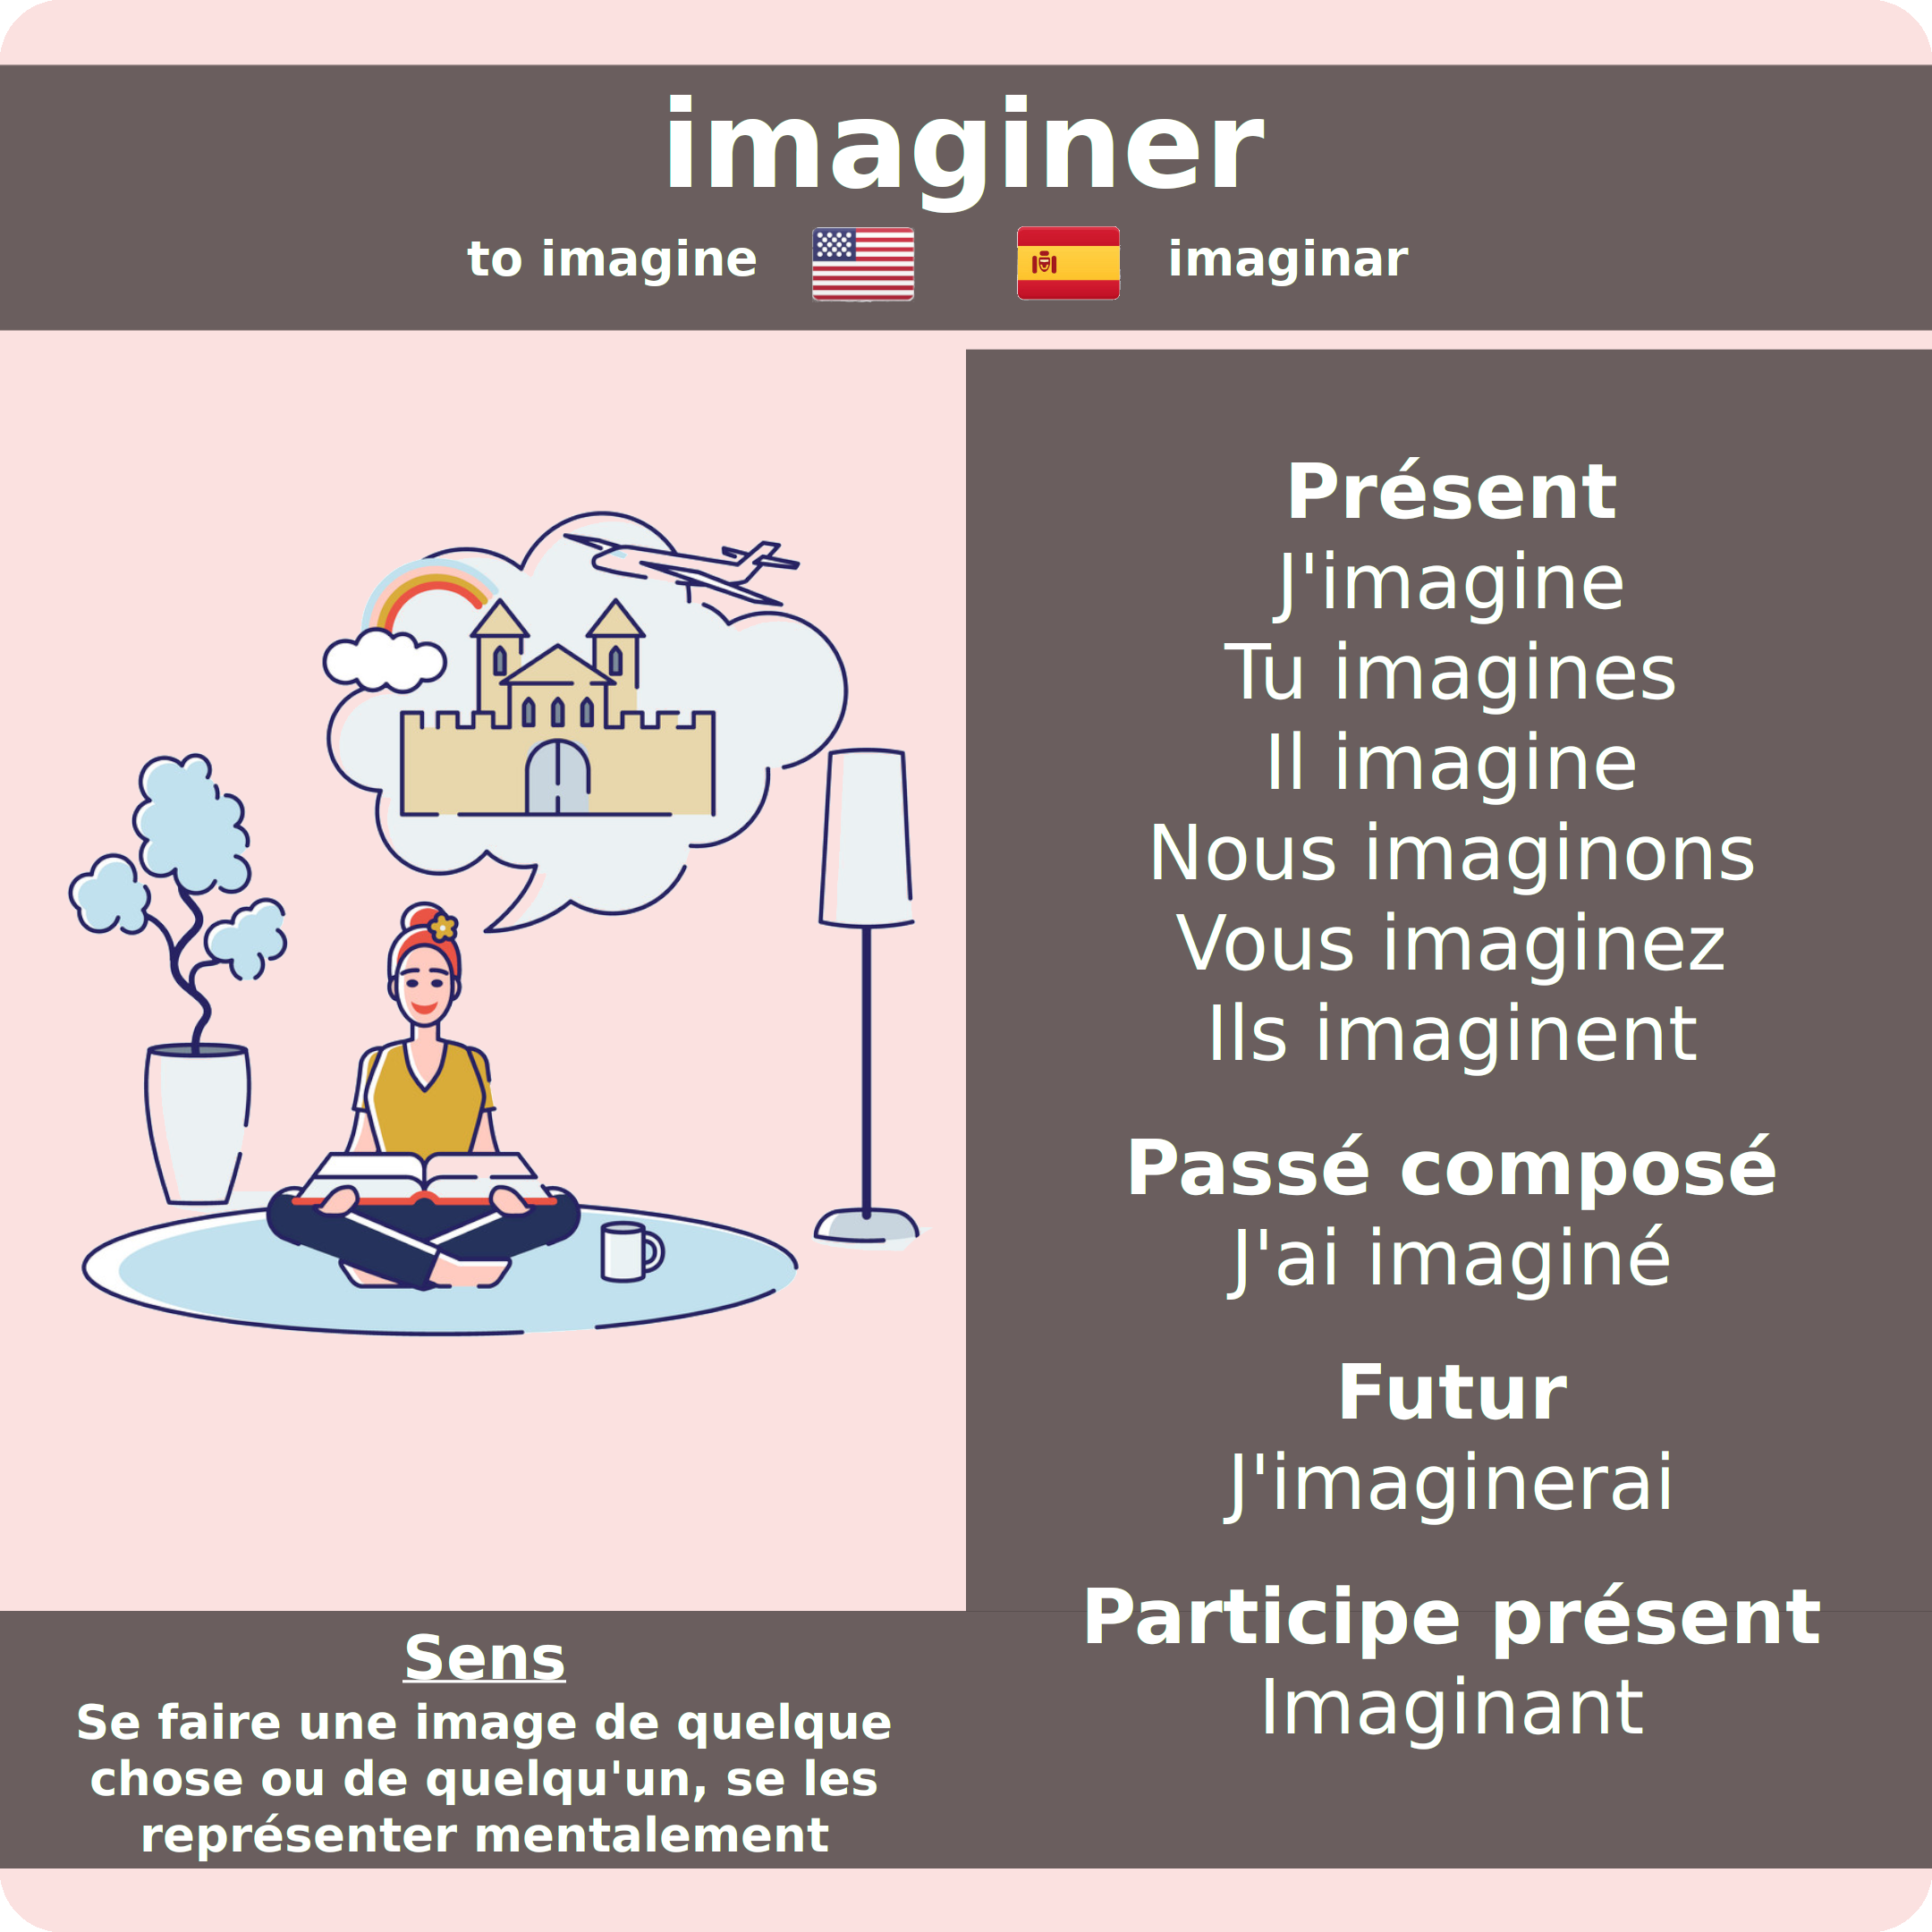 imaginer
to imagine imaginar
Présent
J'imagine
Tu imagines
Il imagine
Nous imaginons
Vous imaginez
Ils imaginent
Passé composé
J'ai imaginé
Futur
J'imaginerai
Participe présent
Imaginant
Sens
Se faire une image de quelque
chose ou de quelqu'un, se les
représenter mentalement